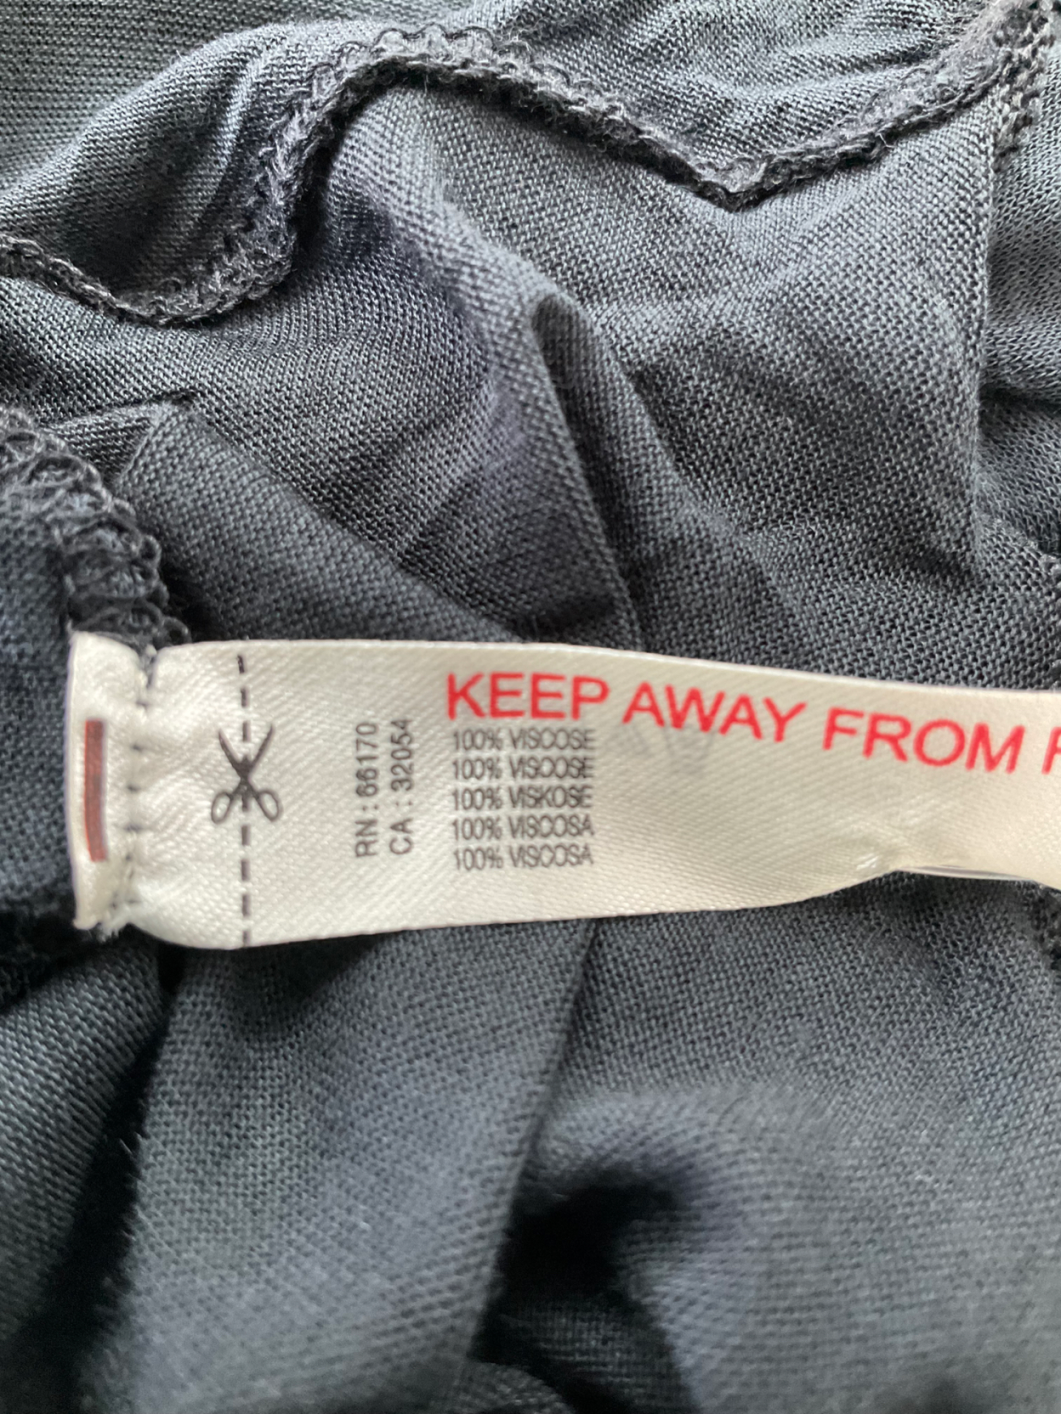 RN : 66170
CA : 32054
KEEP AWAY FROM
100% VISCOSE
100% VISCOSE
100% VISKOSE
100% VISCOSA
100% VISCOSA